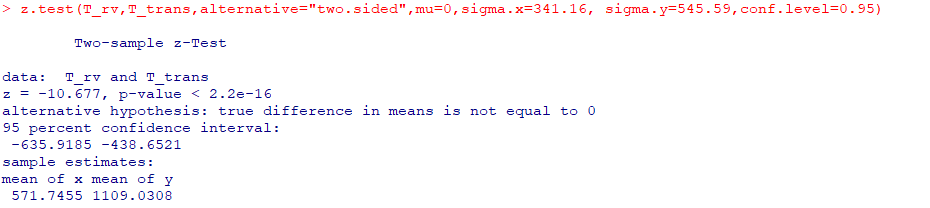 > z.test(T_rv,T_trans,alternative="two.sided",mu=0,sigma.x=341.16, sigma.y=545.59,conf.level=0.95)
Two-sample z-Test
data:  T_rv and T_trans
z = -10.677, p-value < 2.2e-16
alternative hypothesis: true difference in means is not equal to 0
95 percent confidence interval:
-635.9185 -438.6521
sample estimates:
mean of x mean of y
571.7455 1109.0308